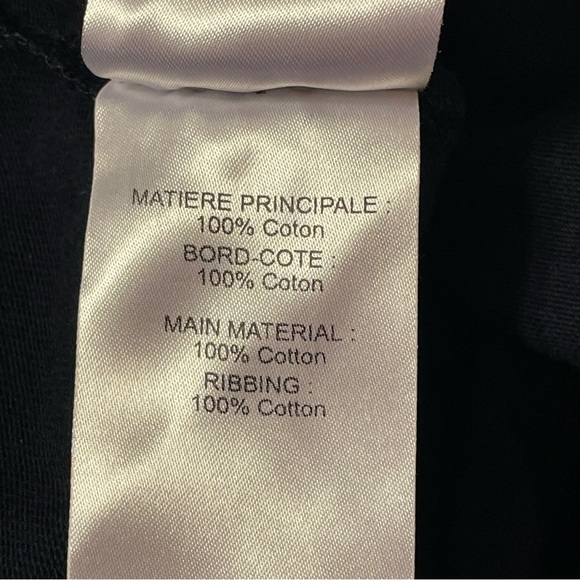 MATIERE PRINCIPALE :
100% Coton
BORD-COTE :
100% Coton
MAIN MATERIAL :
100% Cotton
RIBBING :
100% Cotton